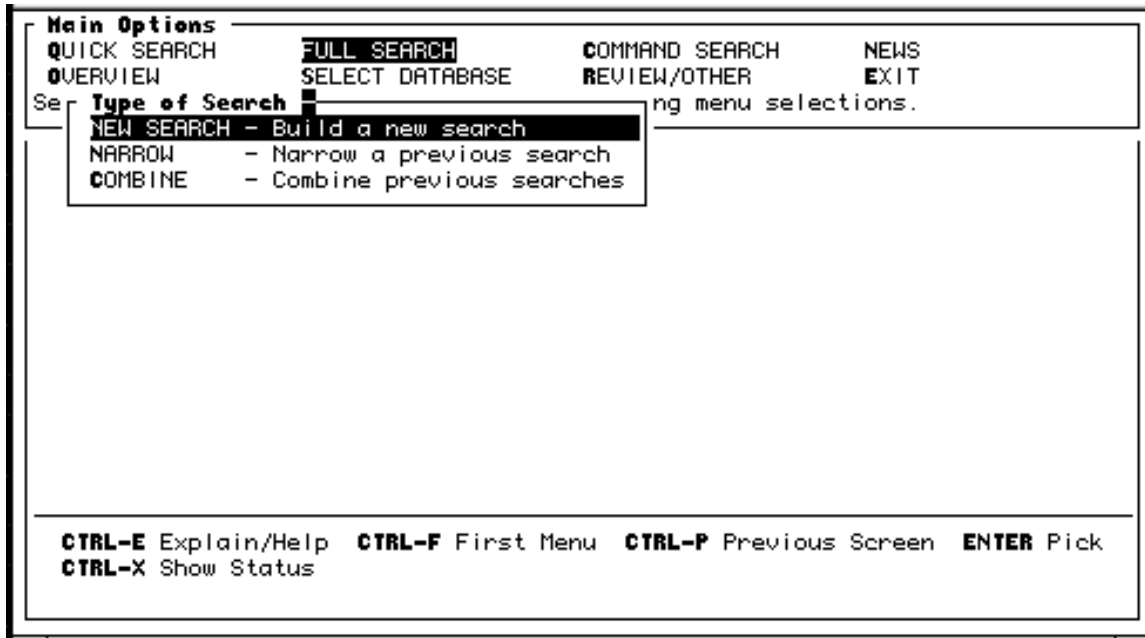 Main Options
QUICK SEARCH FULL SEARCH COMMAND SEARCH NEWS
OVERVIEW SELECT DATABASE REVIEW/OTHER EXIT
Se Type of Search ng menu selections.
NEW SEARCH - Build a new search
NARROW - Narrow a previous search
COMBINE - Combine previous searches
CTRL-E Explain/Help CTRL-F First Menu CTRL-P Previous Screen ENTER Pick
CTRL-X Show Status